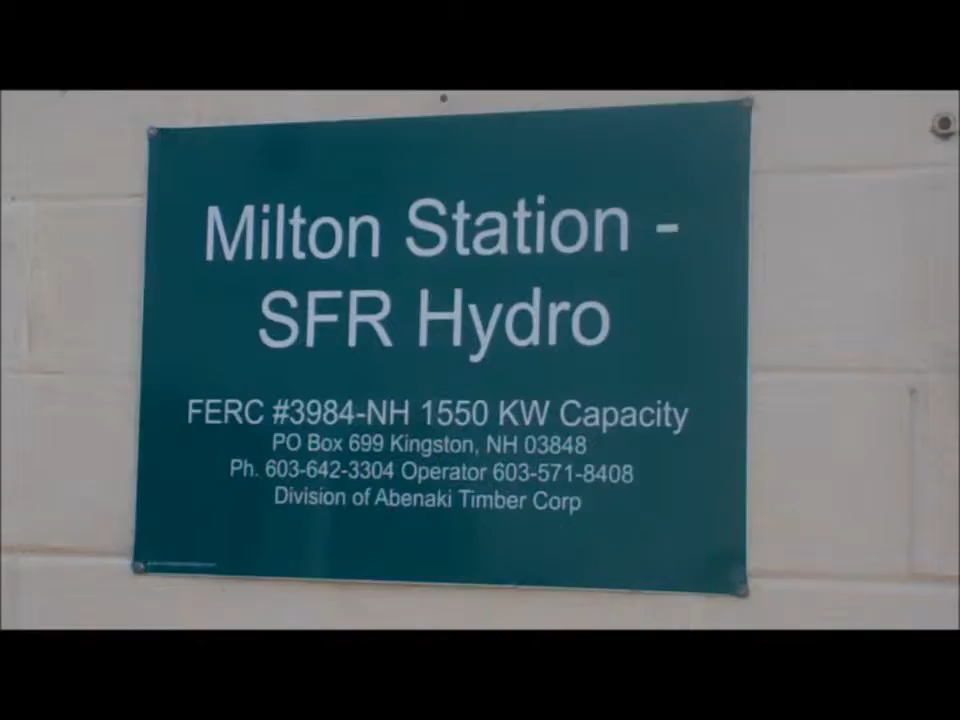 Milton Station -
SFR Hydro
FERC #3984-NH 1550 KW Capacity
PO Box 699 Kingston, NH 03848
Ph. 603-642-3304 Operator 603-571-8408
Division of Abenaki Timber Corp